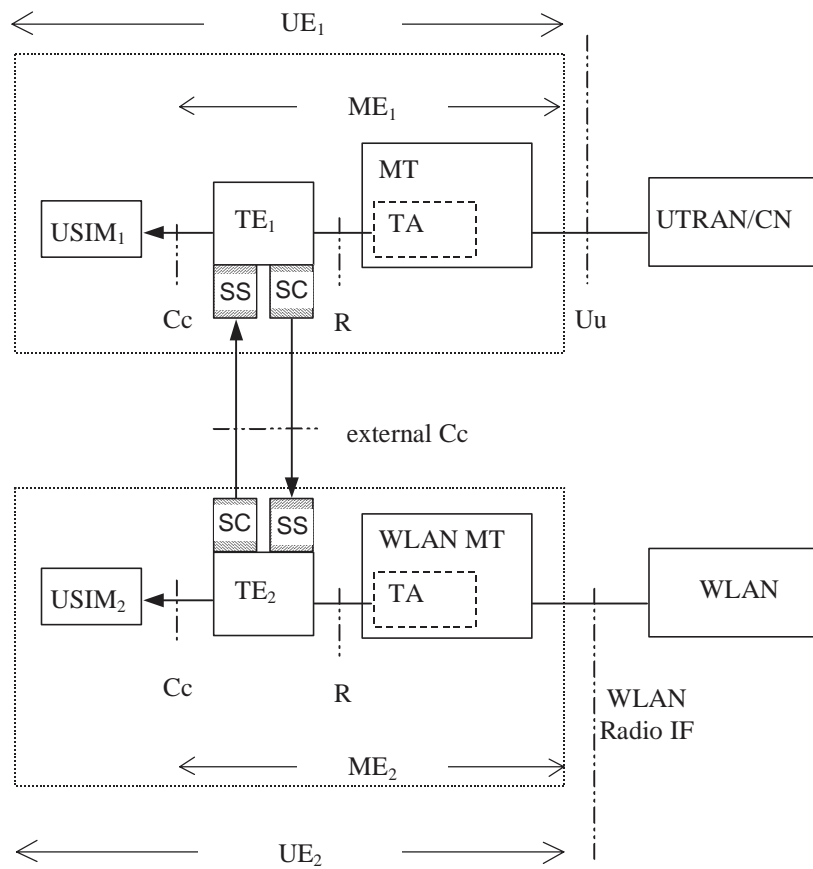 UE₁
ME₁
MT
TA
TE₁
USIM₁
UTRAN/CN
SS SC
Cc R Uu
external Cc
SC SS
WLAN MT
TA
TE₂
USIM₂
WLAN
Cc R
WLAN
Radio IF
ME₂
UE₂